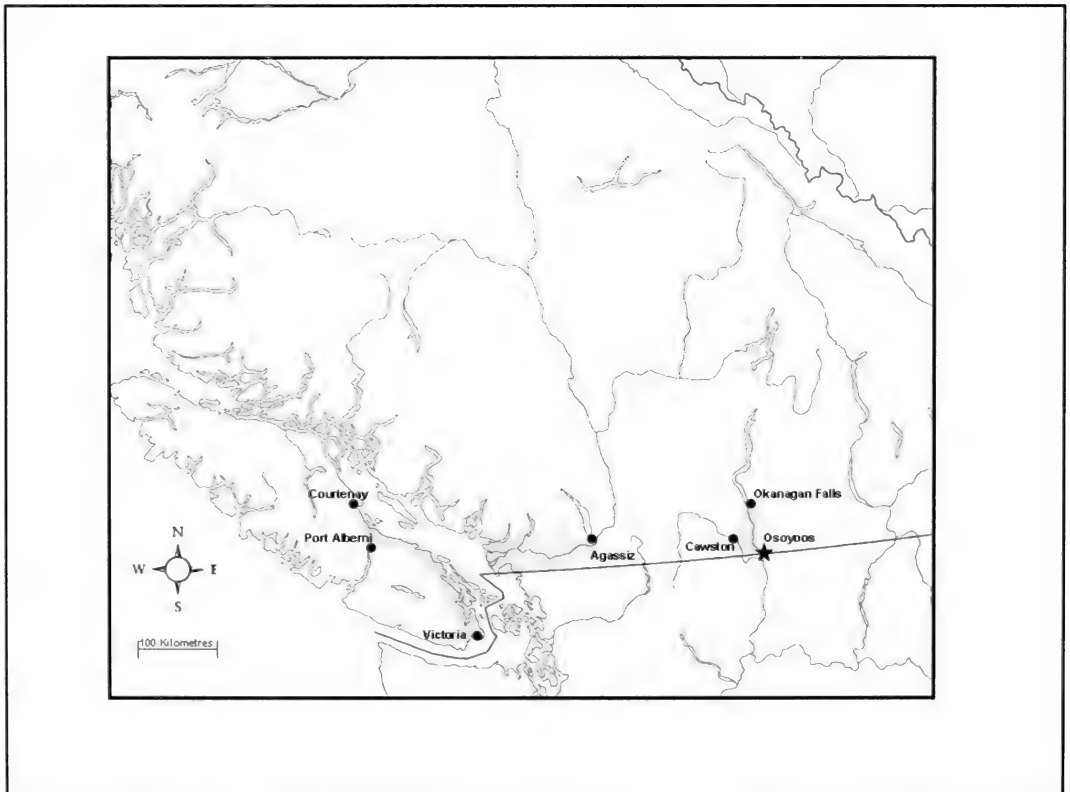 Courtenay
Okanagan Falls
Port Alberni
Cawston
Osoyoos
Agassiz
N
W E
S
100 Kilometres
Victoria